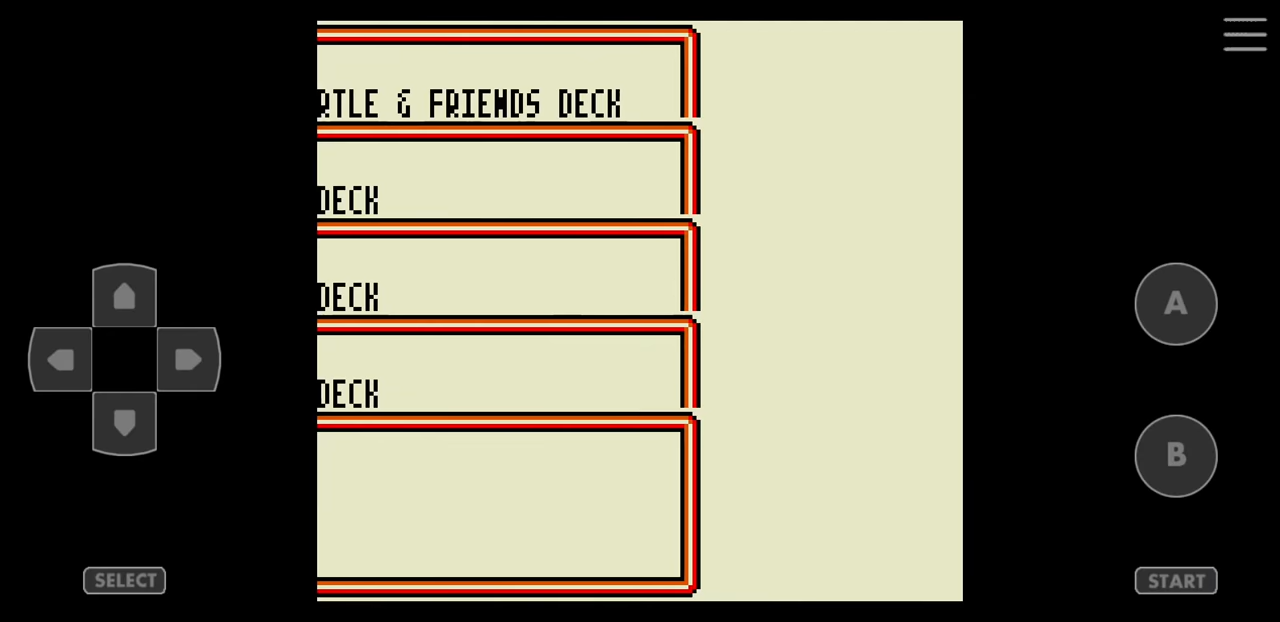 RTLE & FRIENDS DECK
DECK
DECK
DECK
A
B
SELECT
START